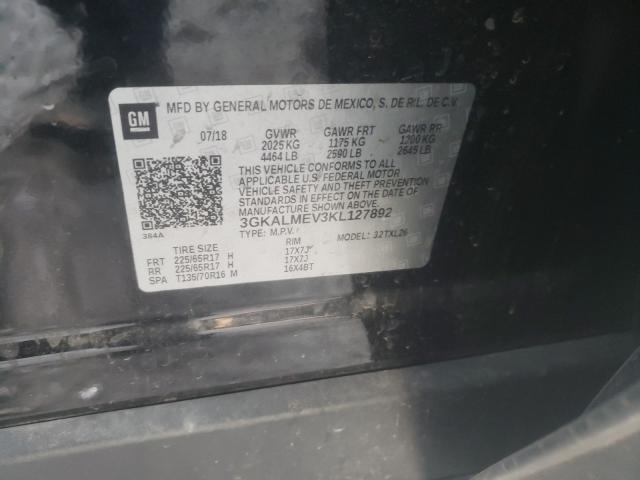 GM
MFD BY GENERAL MOTORS DE MEXICO, S. DE R.L. DE C.V.
07/18 GVWR GAWR FRT GAWR RR
2025 KG 1175 KG 1200 KG
4464 LB 2590 LB 2645 LB
THIS VEHICLE CONFORMS TO ALL
APPLICABLE U.S. FEDERAL MOTOR
VEHICLE SAFETY AND THEFT PREVENTION
STANDARDS IN EFFECT ON THE DATE OF
MANUFACTURE SHOWN ABOVE.
3GKALMEV3KL127892
384A TYPE: M.P.V. MODEL: 32TXL26
TIRE SIZE RIM
FRT 225/65R17 H 17X7J
RR 225/65R17 H 17X7J
SPA T135/70R16 M 16X4BT